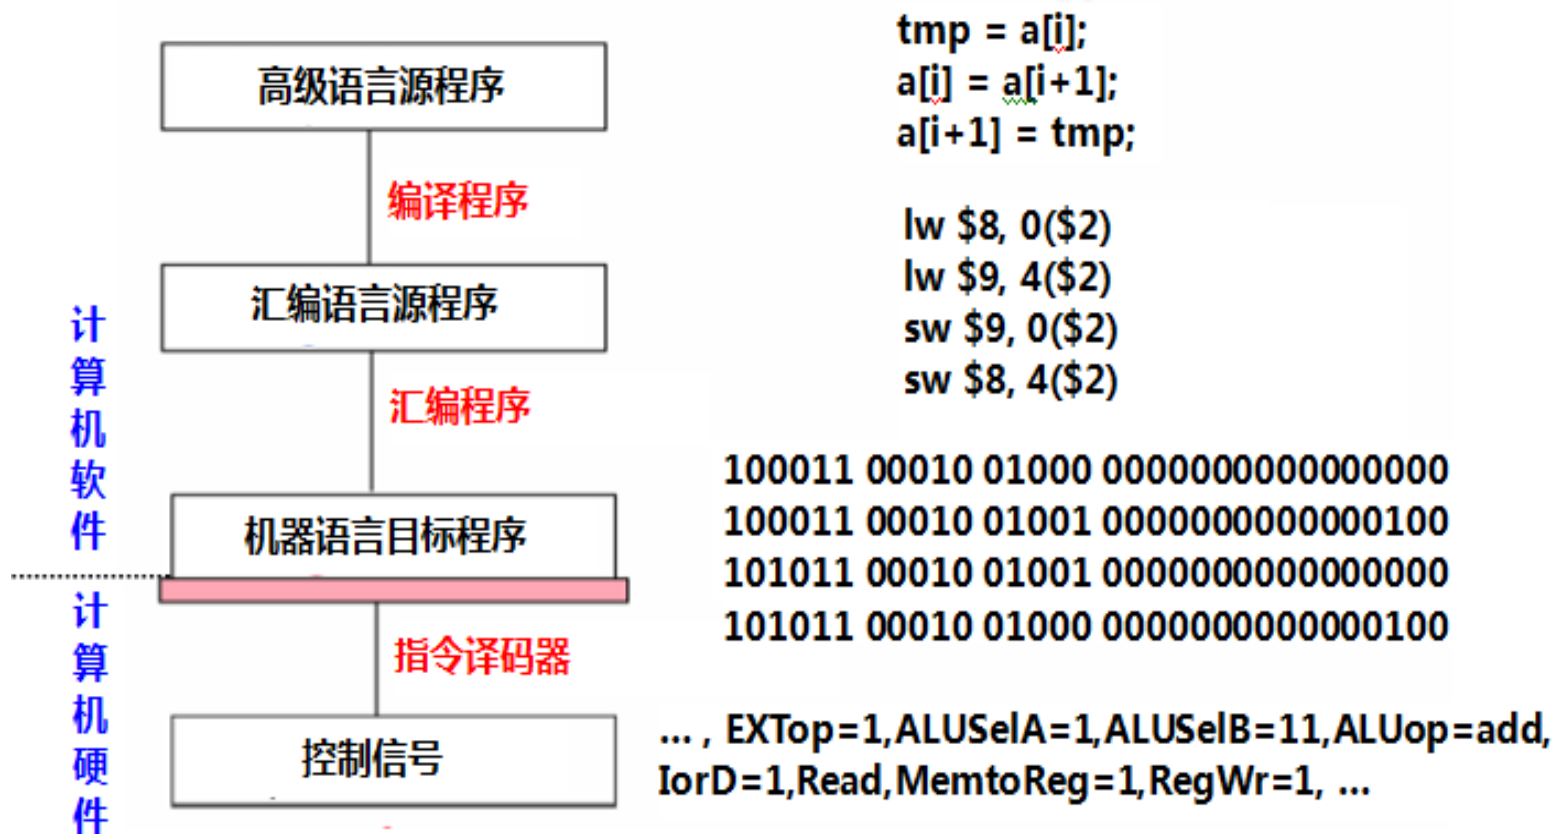 tmp = a[i];
高级语言源程序
a[i] = a[i+1];
a[i+1] = tmp;
编译程序
lw $8, 0($2)
汇编语言源程序
lw $9, 4($2)
sw $9, 0($2)
sw $8, 4($2)
汇编程序
计算机软件
100011 00010 01000 0000000000000000
100011 00010 01001 0000000000000100
机器语言目标程序
101011 00010 01001 0000000000000000
101011 00010 01000 0000000000000100
计算机硬件
指令译码器
控制信号
... , EXTop=1,ALUSelA=1,ALUSelB=11,ALUop=add,
IorD=1,Read,MemtoReg=1,RegWr=1, ...